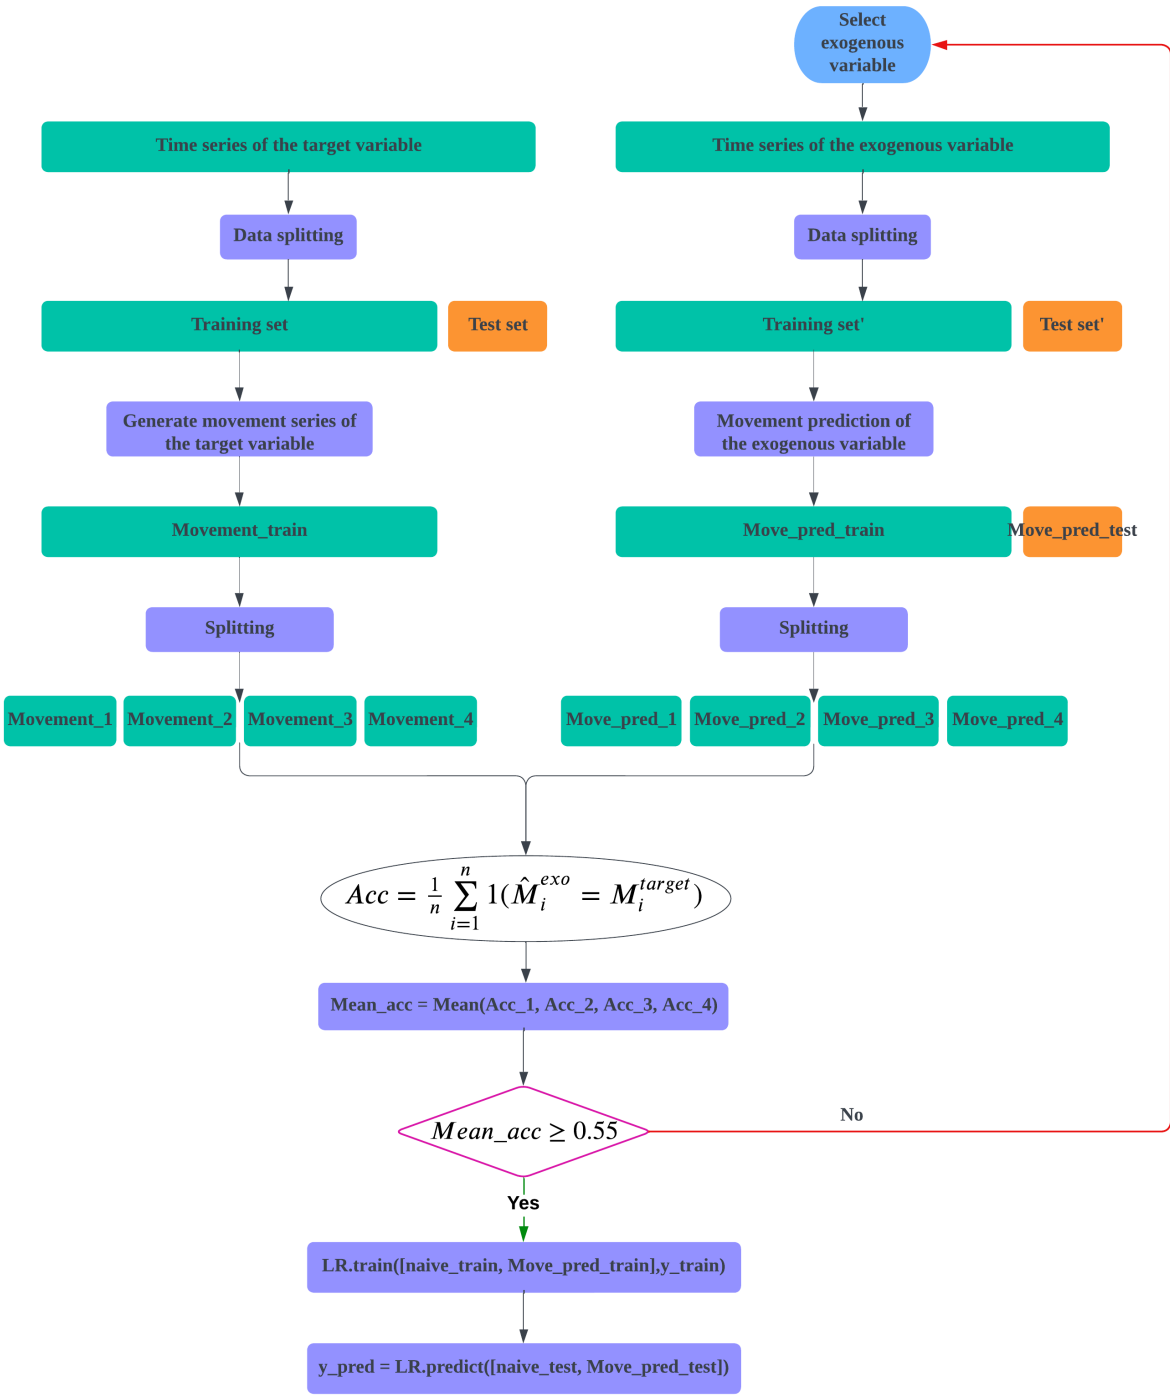 Select
exogenous
variable
Time series of the target variable
Time series of the exogenous variable
Data splitting
Data splitting
Training set
Test set
Training set'
Test set'
Generate movement series of
the target variable
Movement prediction of
the exogenous variable
Movement_train
Move_pred_train
Move_pred_test
Splitting
Splitting
Movement_1
Movement_2
Movement_3
Movement_4
Move_pred_1
Move_pred_2
Move_pred_3
Move_pred_4
Acc = \frac{1}{n} \sum_{i=1}^{n} 1(\hat{M}_i^{exo} = M_i^{target})
Mean_acc = Mean(Acc_1, Acc_2, Acc_3, Acc_4)
Mean_acc ≥ 0.55
No
Yes
LR.train([naive_train, Move_pred_train],y_train)
y_pred = LR.predict([naive_test, Move_pred_test])